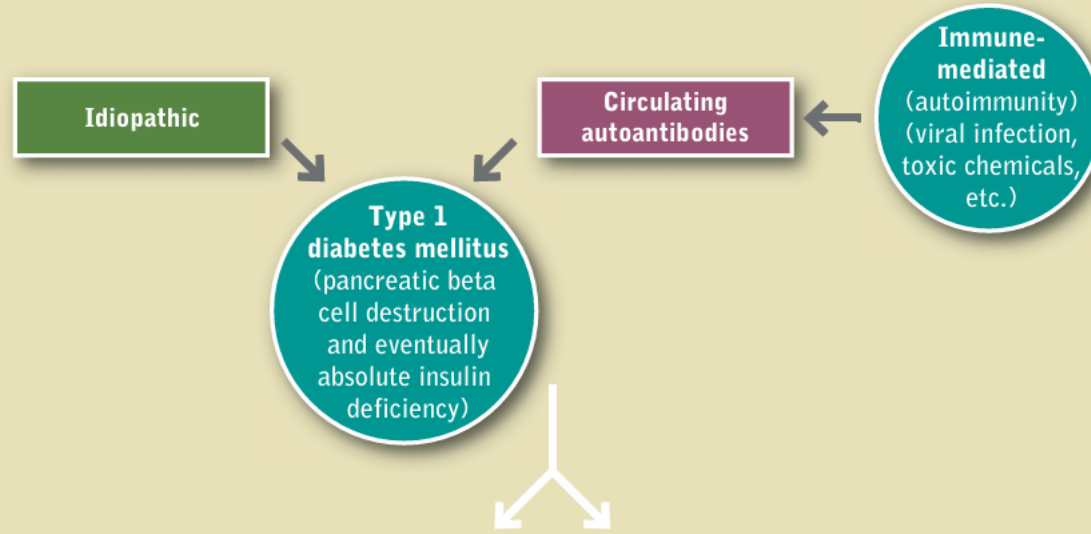 Idiopathic
Circulating
autoantibodies
Immune-
mediated
(autoimmunity)
(viral infection,
toxic chemicals,
etc.)
Type 1
diabetes mellitus
(pancreatic beta
cell destruction
and eventually
absolute insulin
deficiency)